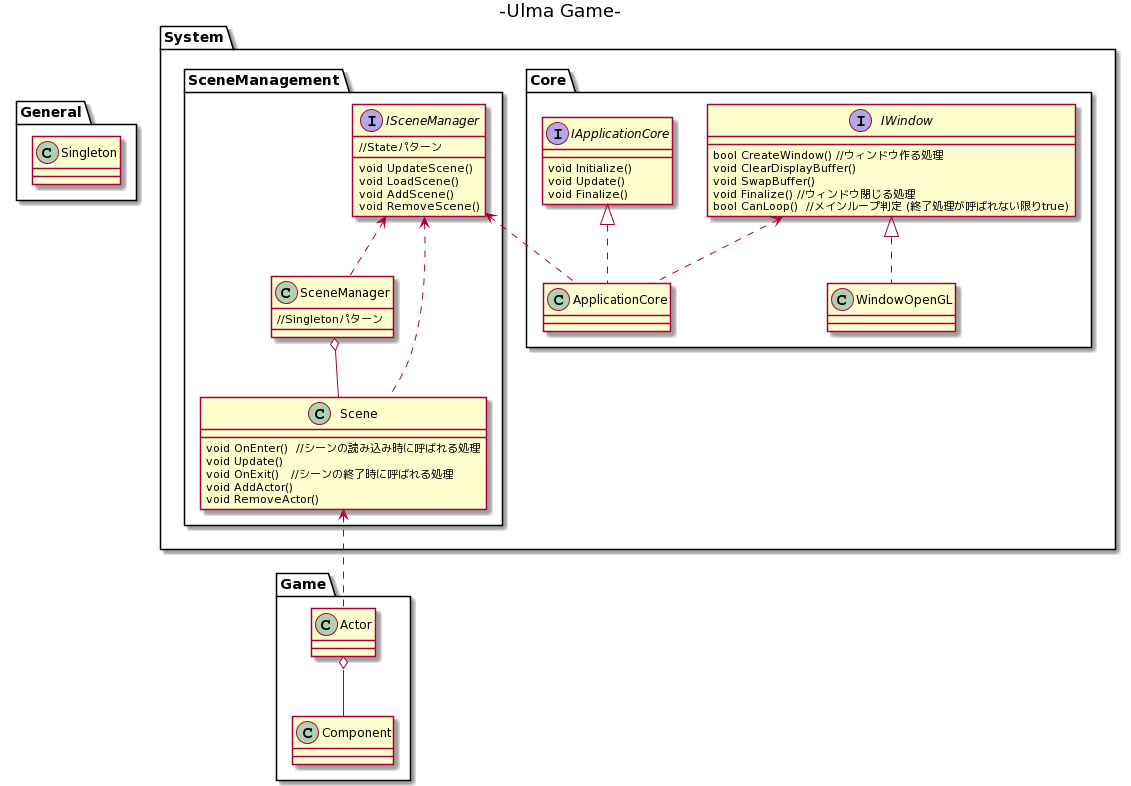 -Ulma Game-
System
General
C Singleton
SceneManagement
I ISceneManager
//Stateパターン
void UpdateScene()
void LoadScene()
void AddScene()
void RemoveScene()
C SceneManager
//Singletonパターン
C Scene
void OnEnter() //シーンの読み込み時に呼ばれる処理
void Update()
void OnExit() //シーンの終了時に呼ばれる処理
void AddActor()
void RemoveActor()
Core
I IApplicationCore
void Initialize()
void Update()
void Finalize()
I IWindow
bool CreateWindow() //ウィンドウ作る処理
void ClearDisplayBuffer()
void SwapBuffer()
void Finalize() //ウィンドウ閉じる処理
bool CanLoop() //メインループ判定 (終了処理が呼ばれない限りtrue)
C ApplicationCore
C WindowOpenGL
Game
C Actor
C Component